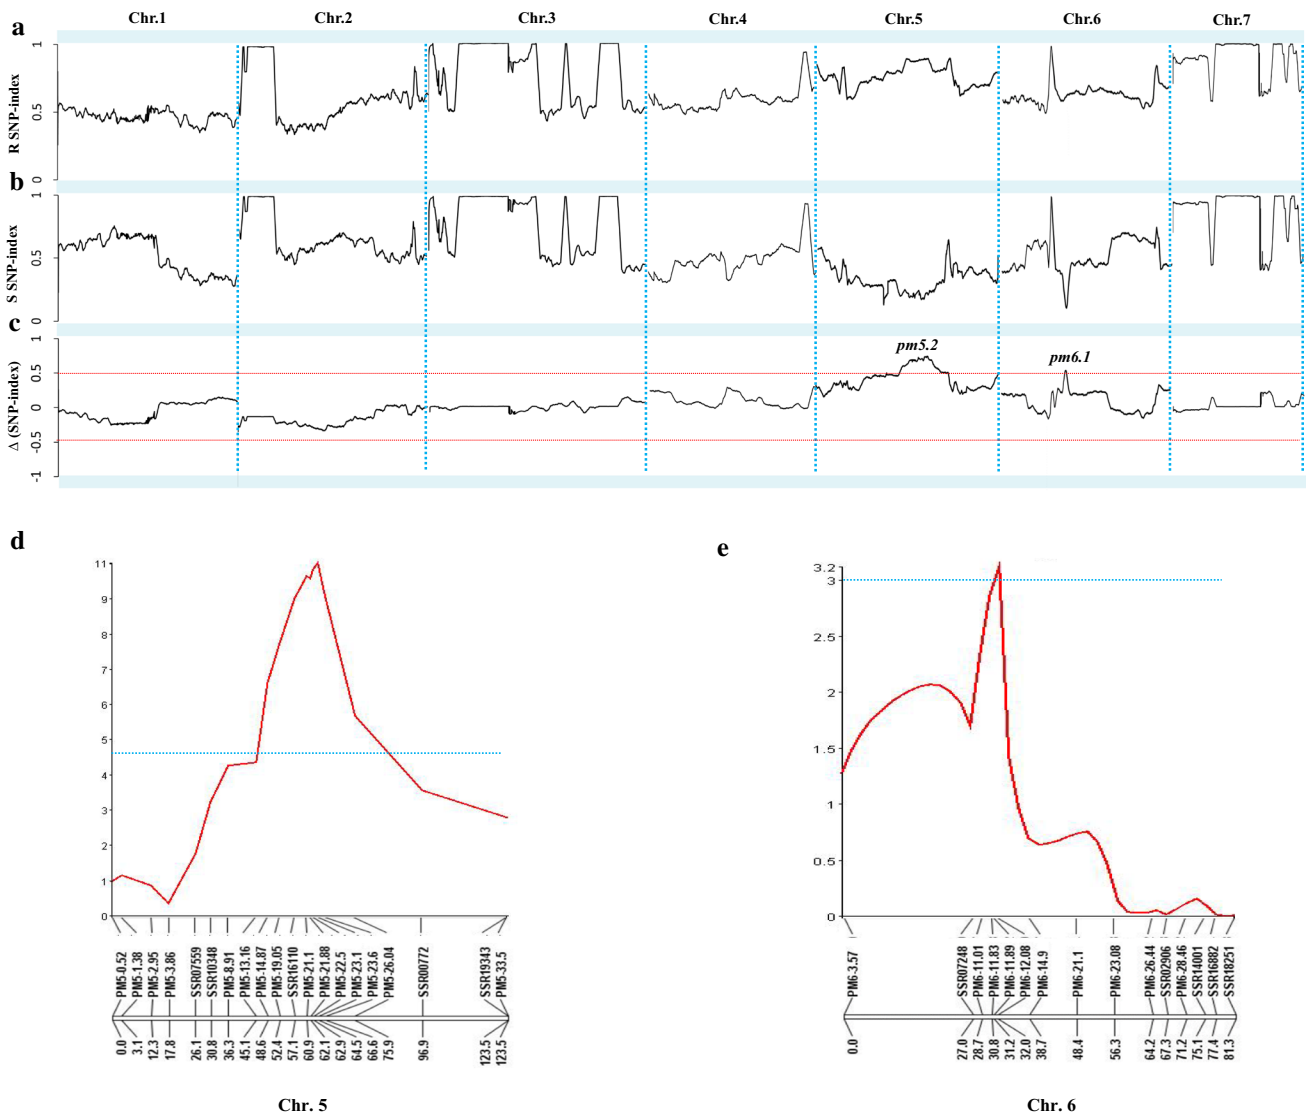 Chr.1 Chr.2 Chr.3 Chr.4 Chr.5 Chr.6 Chr.7
a
R SNP-index
1
0.5
0
b
S SNP-index
1
0.5
0
c
Δ (SNP-index)
1
0.5
0
-0.5
-1
pm5.2
pm6.1
d
11
9
8
7
6
5
4
3
2
1
0
PM5-0.52
PM5-1.38
PM5-2.95
PM5-3.86
SSR07559
SSR10348
PM5-8.91
PM5-13.16
PM5-14.87
PM5-19.05
SSR16110
PM5-21.1
PM5-21.88
PM5-22.5
PM5-23.1
PM5-23.6
PM5-26.04
SSR00772
SSR19343
PM5-33.5
0.0
3.1
12.3
17.8
26.1
30.8
36.3
45.1
48.6
52.4
57.1
60.9
62.1
62.9
64.5
66.6
75.9
96.9
123.5
123.5
Chr. 5
e
3.2
3
2.5
2
1.5
1
0.5
0
PM6-3.57
SSR07248
PM6-11.01
PM6-11.83
PM6-11.89
PM6-12.08
PM6-14.9
PM6-21.1
PM6-23.08
PM6-26.44
SSR02906
PM6-28.46
SSR14001
SSR16882
SSR18251
0.0
27.0
28.7
30.8
31.2
32.0
38.7
48.4
56.3
64.2
67.3
71.2
75.1
77.4
81.3
Chr. 6